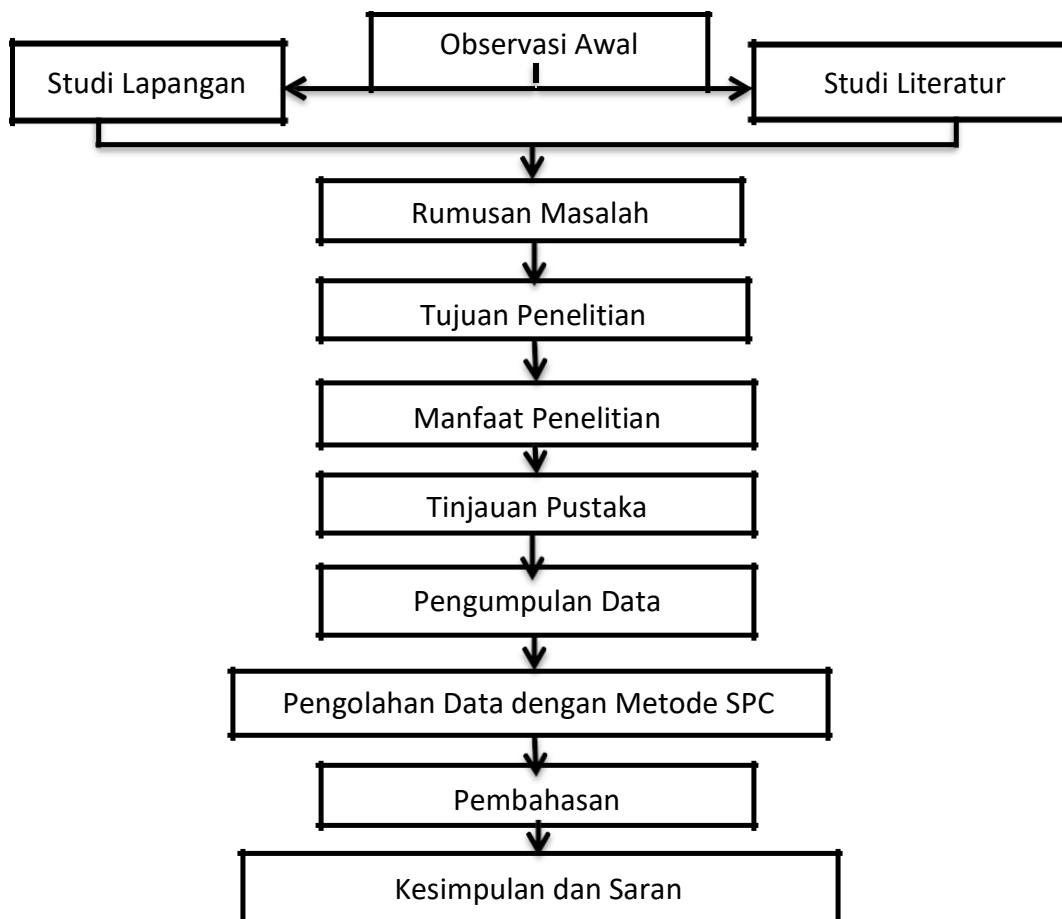 Observasi Awal
Studi Lapangan
Studi Literatur
Rumusan Masalah
Tujuan Penelitian
Manfaat Penelitian
Tinjauan Pustaka
Pengumpulan Data
Pengolahan Data dengan Metode SPC
Pembahasan
Kesimpulan dan Saran